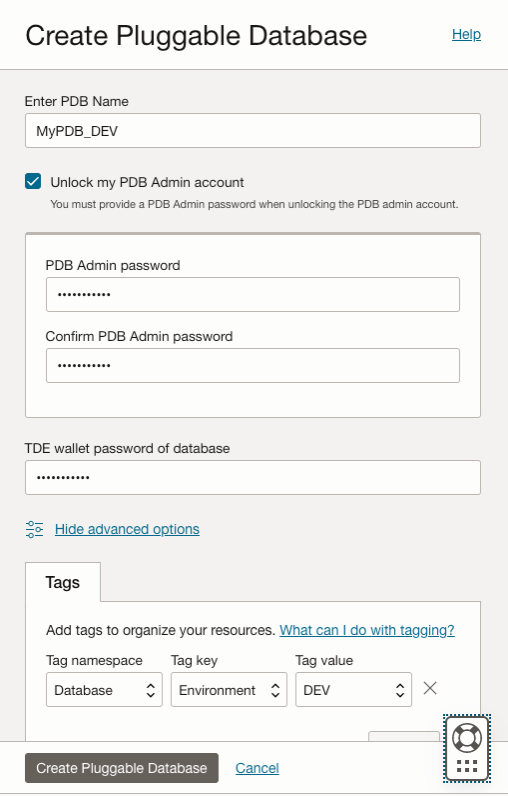 Create Pluggable Database
Help
Enter PDB Name
MyPDB_DEV
Unlock my PDB Admin account
You must provide a PDB Admin password when unlocking the PDB admin account.
PDB Admin password
•••••••••••
Confirm PDB Admin password
•••••••••••
TDE wallet password of database
•••••••••••
Hide advanced options
Tags
Add tags to organize your resources. What can I do with tagging?
Tag namespace Tag key Tag value
Database Environment DEV
Create Pluggable Database Cancel